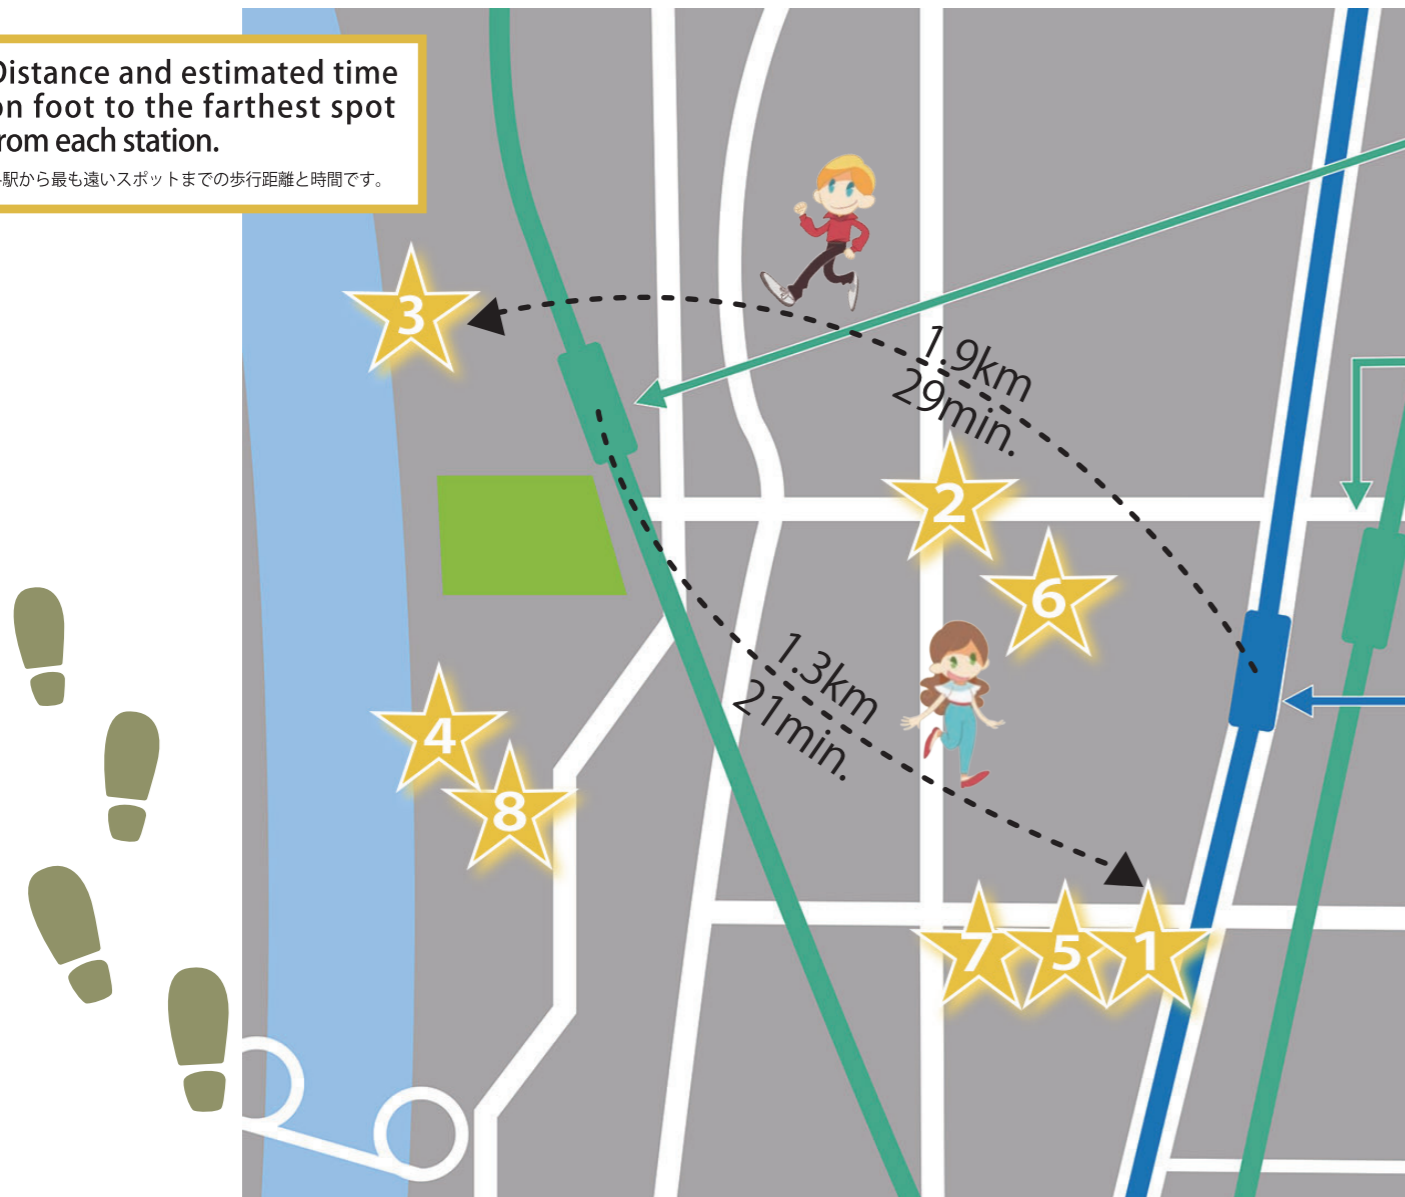 Distance and estimated time
on foot to the farthest spot
from each station.
各駅から最も遠いスポットまでの歩行距離と時間です。
3
1.9km
29min.
2
6
1.3km
21min.
4
8
7
5
1